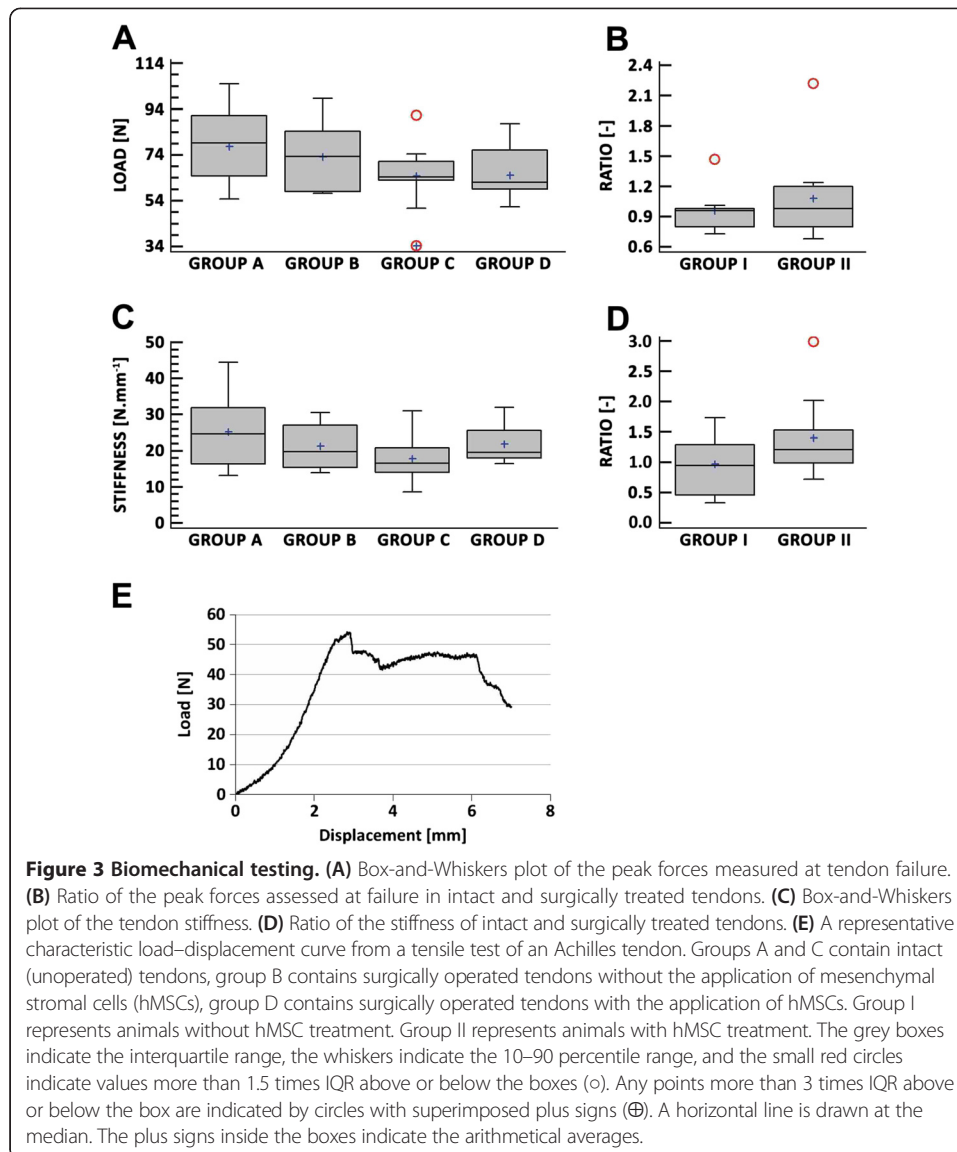 A
LOAD [N]
114
94
74
54
34
GROUP A GROUP B GROUP C GROUP D
B
RATIO [-]
2.4
2.1
1.8
1.5
1.2
0.9
0.6
GROUP I GROUP II
C
STIFFNESS [N.mm-1]
50
40
30
20
10
0
GROUP A GROUP B GROUP C GROUP D
D
RATIO [-]
3.0
2.5
2.0
1.5
1.0
0.5
0.0
GROUP I GROUP II
E
Load [N]
60
50
40
30
20
10
0
0 2 4 6 8
Displacement [mm]
Figure 3 Biomechanical testing. (A) Box-and-Whiskers plot of the peak forces measured at tendon failure.
(B) Ratio of the peak forces assessed at failure in intact and surgically treated tendons. (C) Box-and-Whiskers
plot of the tendon stiffness. (D) Ratio of the stiffness of intact and surgically treated tendons. (E) A representative
characteristic load–displacement curve from a tensile test of an Achilles tendon. Groups A and C contain intact
(unoperated) tendons, group B contains surgically operated tendons without the application of mesenchymal
stromal cells (hMSCs), group D contains surgically operated tendons with the application of hMSCs. Group I
represents animals without hMSC treatment. Group II represents animals with hMSC treatment. The grey boxes
indicate the interquartile range, the whiskers indicate the 10–90 percentile range, and the small red circles
indicate values more than 1.5 times IQR above or below the boxes (○). Any points more than 3 times IQR above
or below the box are indicated by circles with superimposed plus signs (⊕). A horizontal line is drawn at the
median. The plus signs inside the boxes indicate the arithmetical averages.